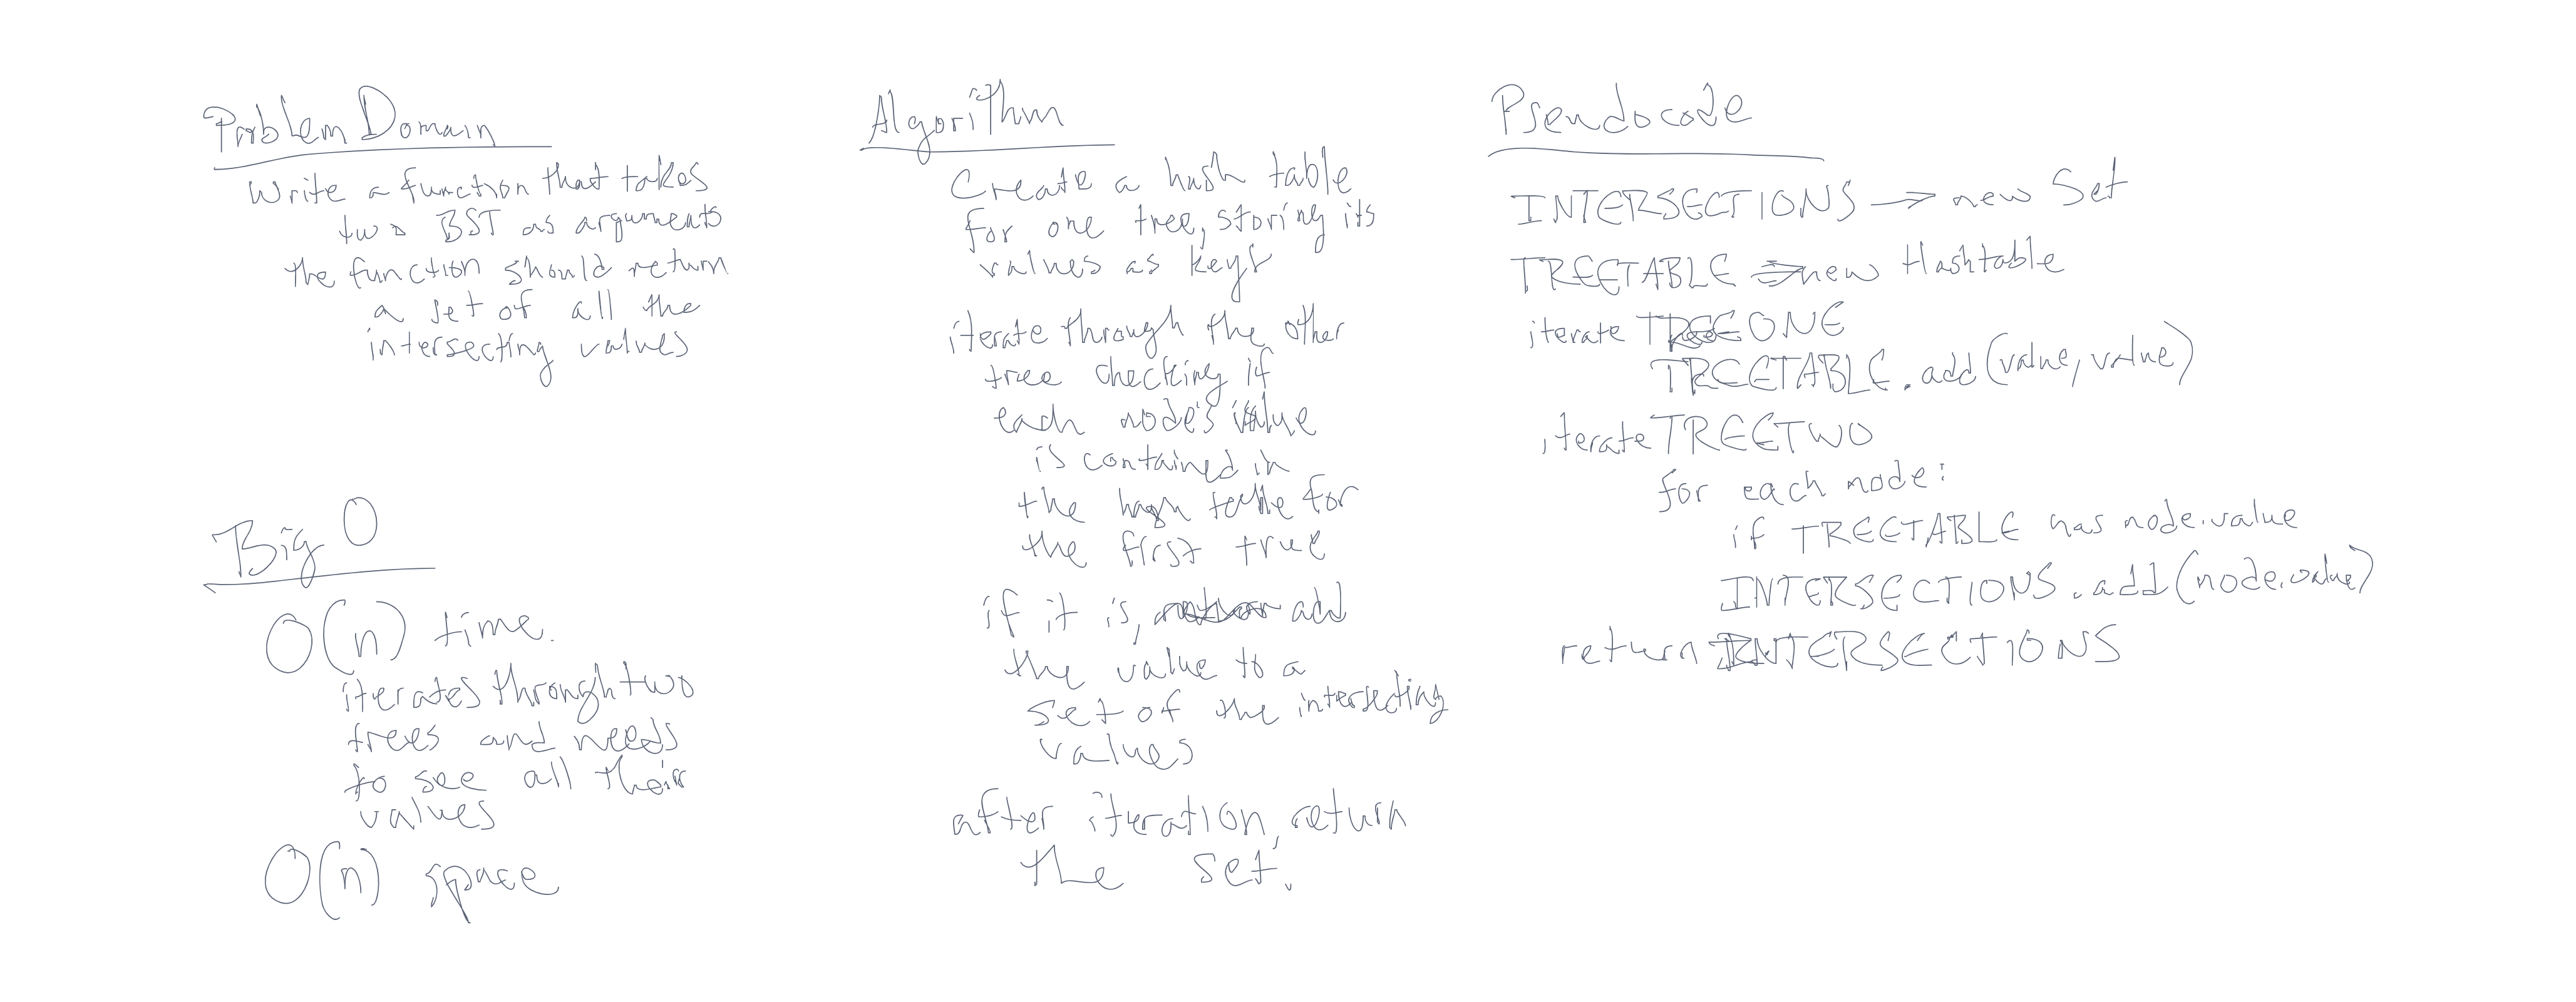 Problem Domain
Write a function that takes
two BST as arguments
the function should return
a set of all the
intersecting values
Big O
O(n) time.
iterates through two
trees and needs
to see all their
values
O(n) space
Algorithm
Create a hash table
for one tree, storing its
values as keys
iterate through the other
tree checking if
each node's value
is contained in
the hash table for
the first tree
if it is, add
the value to a
set of the intersecting
values
after iteration, return
the set.
Pseudocode
INTERSECTIONS → new Set
TREETABLE → new Hashtable
iterate TREEONE
TREETABLE.add(value, value)
iterate TREETWO
for each node:
if TREETABLE has node.value
INTERSECTIONS.add(node.value)
return INTERSECTIONS